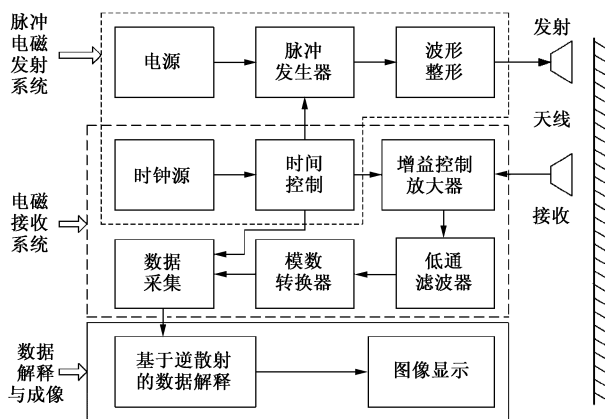 脉冲
电磁
发射
系统
电源
脉冲
发生器
波形
整形
发射
天线
接收
电磁
接收
系统
时钟源
时间
控制
增益控制
放大器
数据
采集
模数
转换器
低通
滤波器
数据
解释
与成像
基于逆散射
的数据解释
图像显示